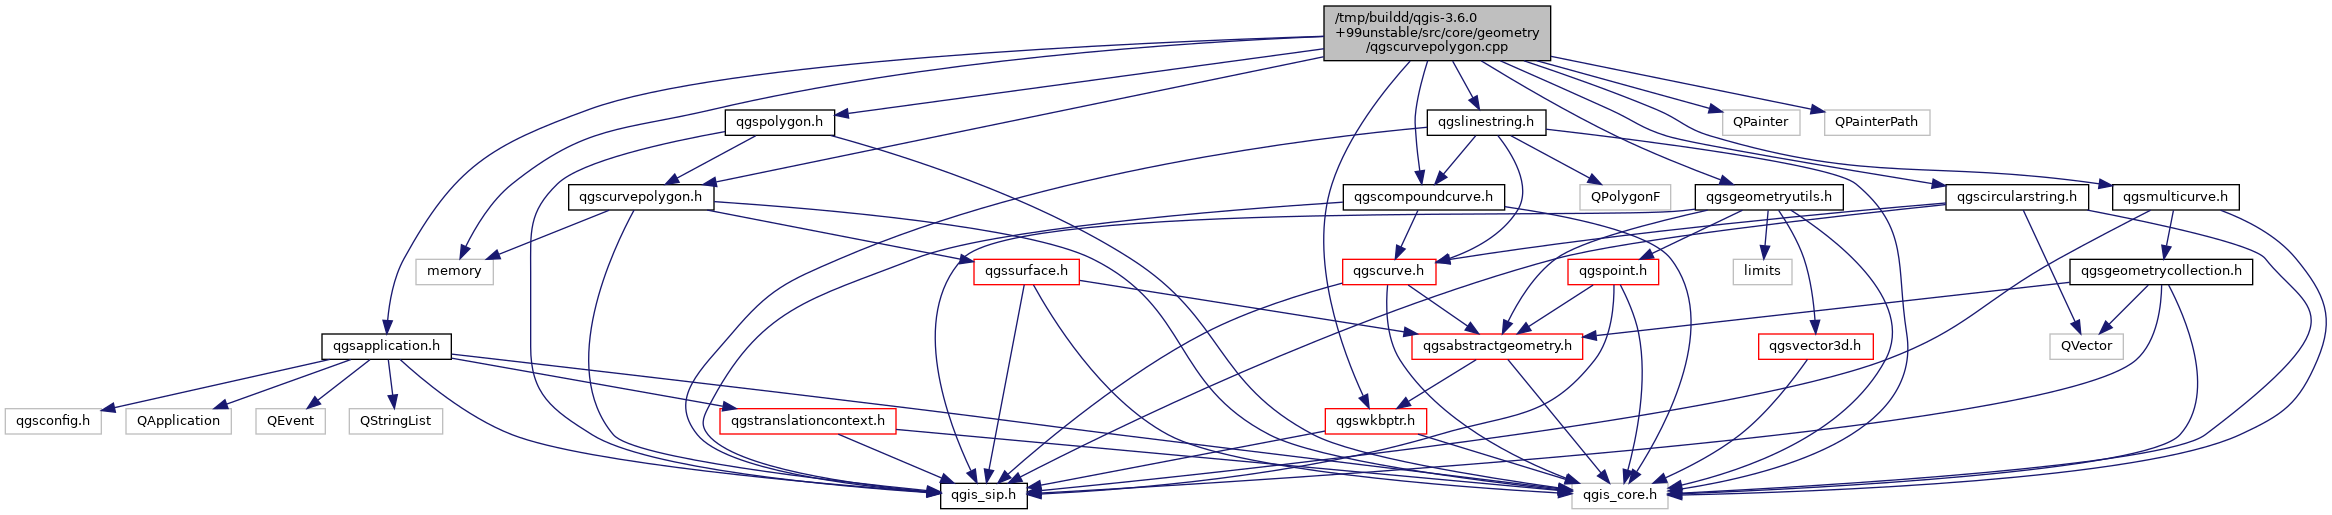 /tmp/buildd/qgis-3.6.0
+99unstable/src/core/geometry
/qgscurvepolygon.cpp
qgspolygon.h
qgslinestring.h
QPainter
QPainterPath
qgscurvepolygon.h
qgscompoundcurve.h
QPolygonF
qgsgeometryutils.h
qgscircularstring.h
qgsmulticurve.h
memory
qgssurface.h
qgscurve.h
qgspoint.h
limits
qgsgeometrycollection.h
qgsapplication.h
qgsabstractgeometry.h
qgsvector3d.h
QVector
qgsconfig.h
QApplication
QEvent
QStringList
qgstranslationcontext.h
qgswkbptr.h
qgis_sip.h
qgis_core.h